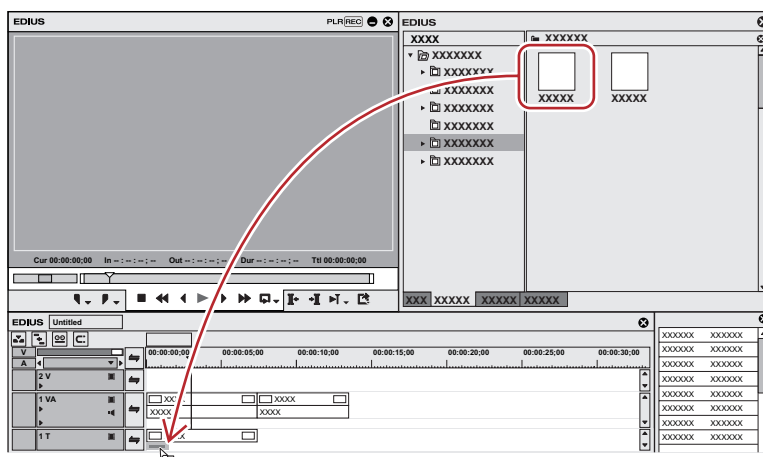 EDIUS PLR REC
Cur 00:00:00;00 In -- : -- : -- ; -- Out -- : -- : -- ; -- Dur -- : -- : -- ; -- Ttl 00:00:00;00
EDIUS
XXXX
XXXXXXX
XXXXXXX
XXXXXXX
XXXXXXX
XXXXXXX
XXXXXXX
XXXXXXX
XXXXXX
XXXXX XXXXX
XXX XXXXX XXXXX XXXXX
EDIUS Untitled
V
A
00:00:00;00 00:00:05;00 00:00:10;00 00:00:15;00 00:00:20;00 00:00:25;00 00:00:30;00
2 V
1 VA XXXX
XXXX XXXX
1 T
XXXXXX XXXXXX
XXXXXX XXXXXX
XXXXXX XXXXXX
XXXXXX XXXXXX
XXXXXX XXXXXX
XXXXXX XXXXXX
XXXXXX XXXXXX
XXXXXX XXXXXX